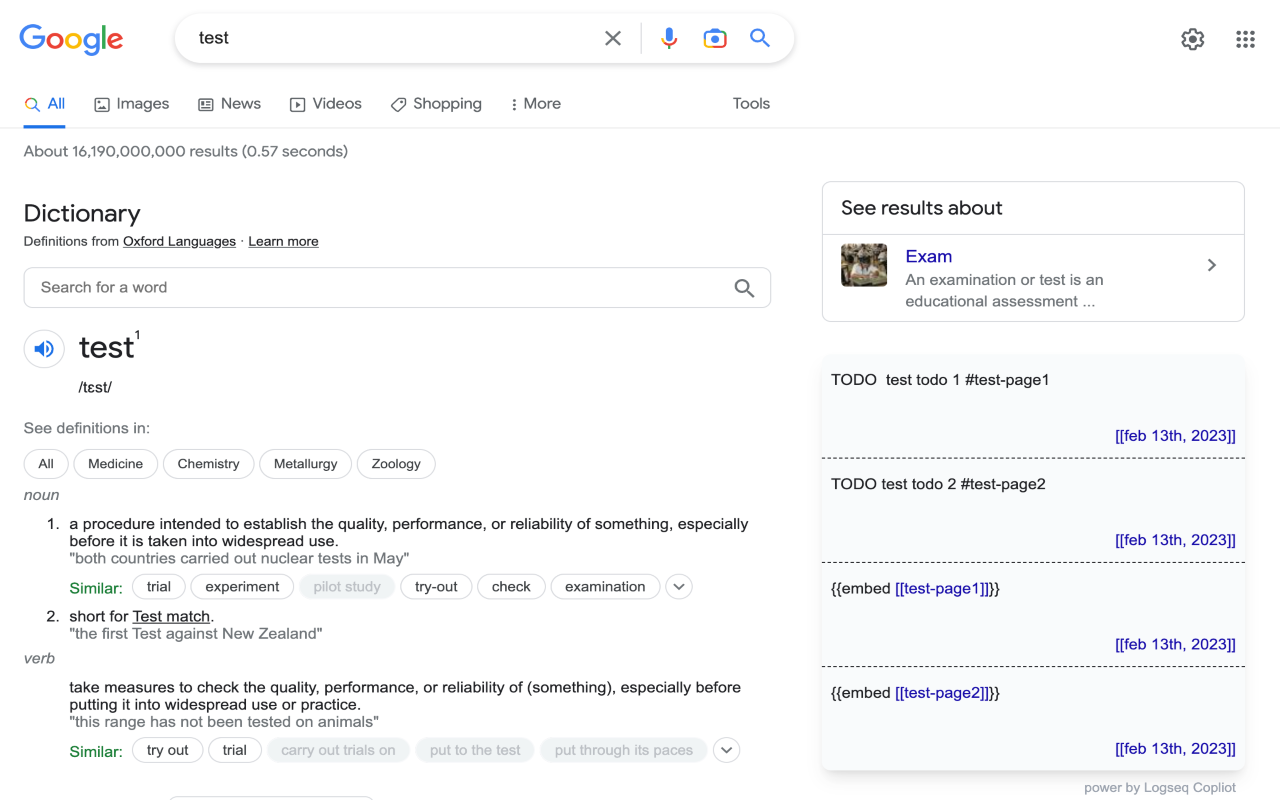 Google
test
All
Images
News
Videos
Shopping
More
Tools
About 16,190,000,000 results (0.57 seconds)
Dictionary
Definitions from Oxford Languages · Learn more
Search for a word
test1
/tɛst/
See definitions in:
All
Medicine
Chemistry
Metallurgy
Zoology
noun
1. a procedure intended to establish the quality, performance, or reliability of something, especially
before it is taken into widespread use.
"both countries carried out nuclear tests in May"
Similar: trial experiment pilot study try-out check examination
2. short for Test match.
"the first Test against New Zealand"
verb
take measures to check the quality, performance, or reliability of (something), especially before
putting it into widespread use or practice.
"this range has not been tested on animals"
Similar: try out trial carry out trials on put to the test put through its paces
See results about
Exam
An examination or test is an
educational assessment ...
TODO test todo 1 #test-page1
[[feb 13th, 2023]]
TODO test todo 2 #test-page2
[[feb 13th, 2023]]
{{embed [[test-page1]]}}
[[feb 13th, 2023]]
{{embed [[test-page2]]}}
[[feb 13th, 2023]]
power by Logseq Copliot